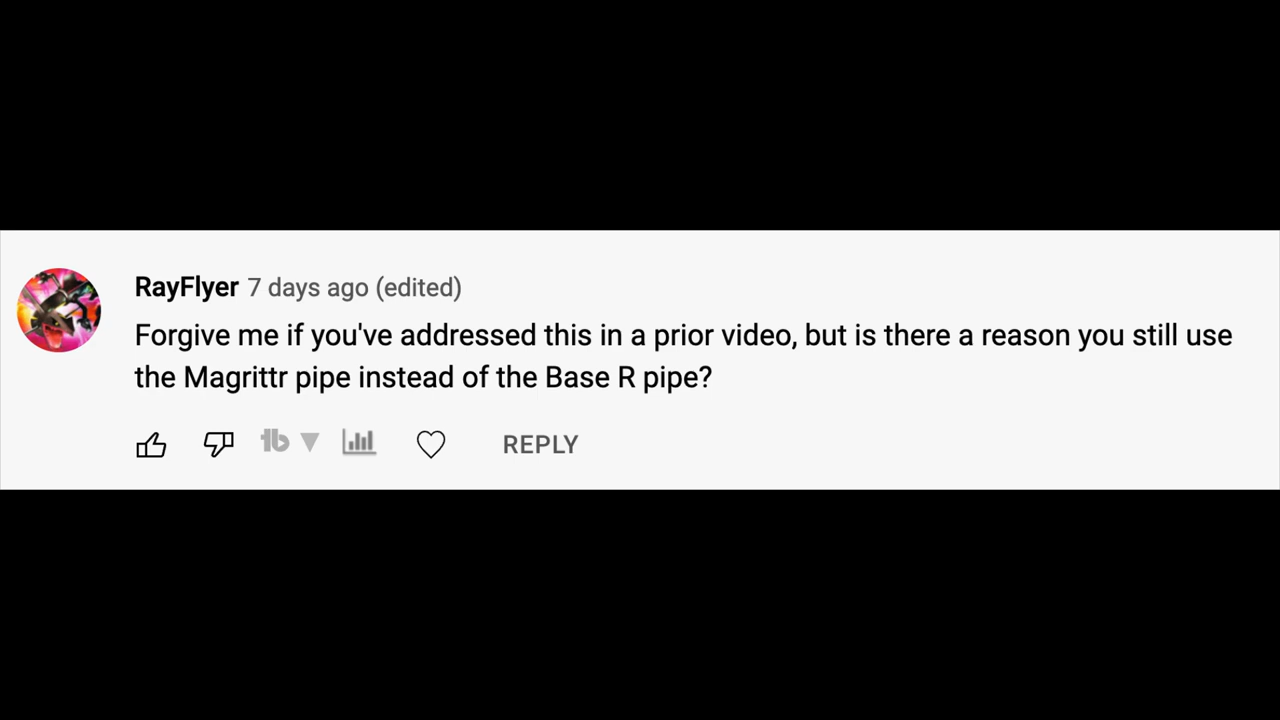 RayFlyer 7 days ago (edited)
Forgive me if you've addressed this in a prior video, but is there a reason you still use
the Magrittr pipe instead of the Base R pipe?
REPLY